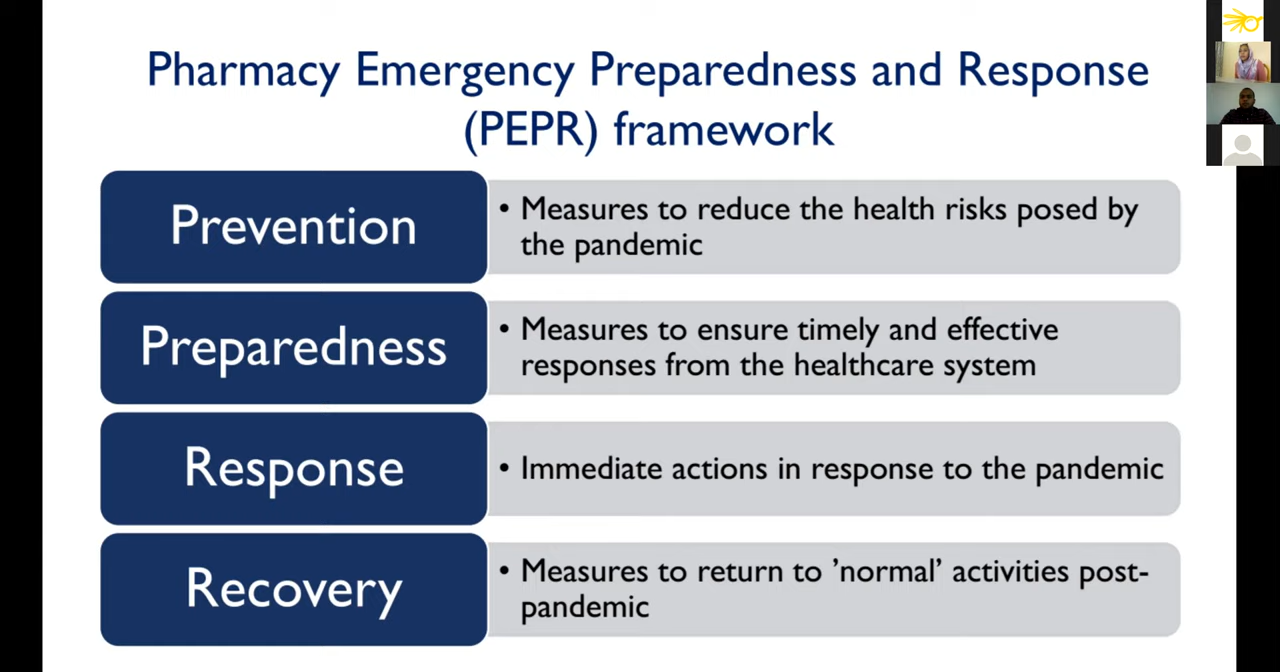 Pharmacy Emergency Preparedness and Response
(PEPR) framework
Prevention
• Measures to reduce the health risks posed by
the pandemic
Preparedness
• Measures to ensure timely and effective
responses from the healthcare system
Response
• Immediate actions in response to the pandemic
Recovery
• Measures to return to ’normal’ activities post-
pandemic